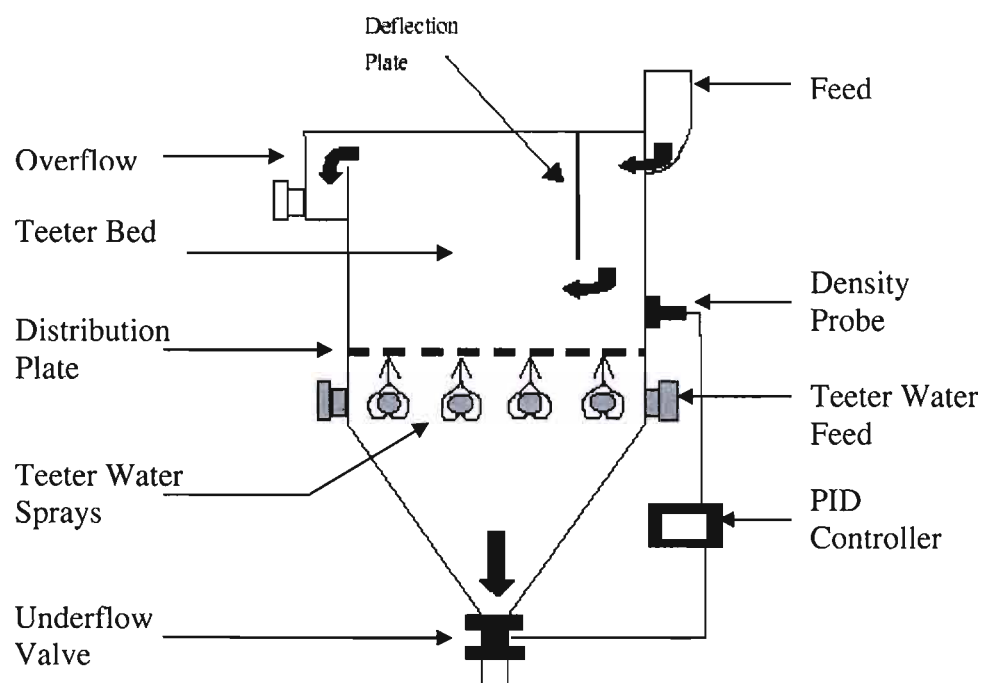 Deflection
Plate
Feed
Overflow
Teeter Bed
Density
Probe
Distribution
Plate
Teeter Water
Feed
Teeter Water
Sprays
PID
Controller
Underflow
Valve